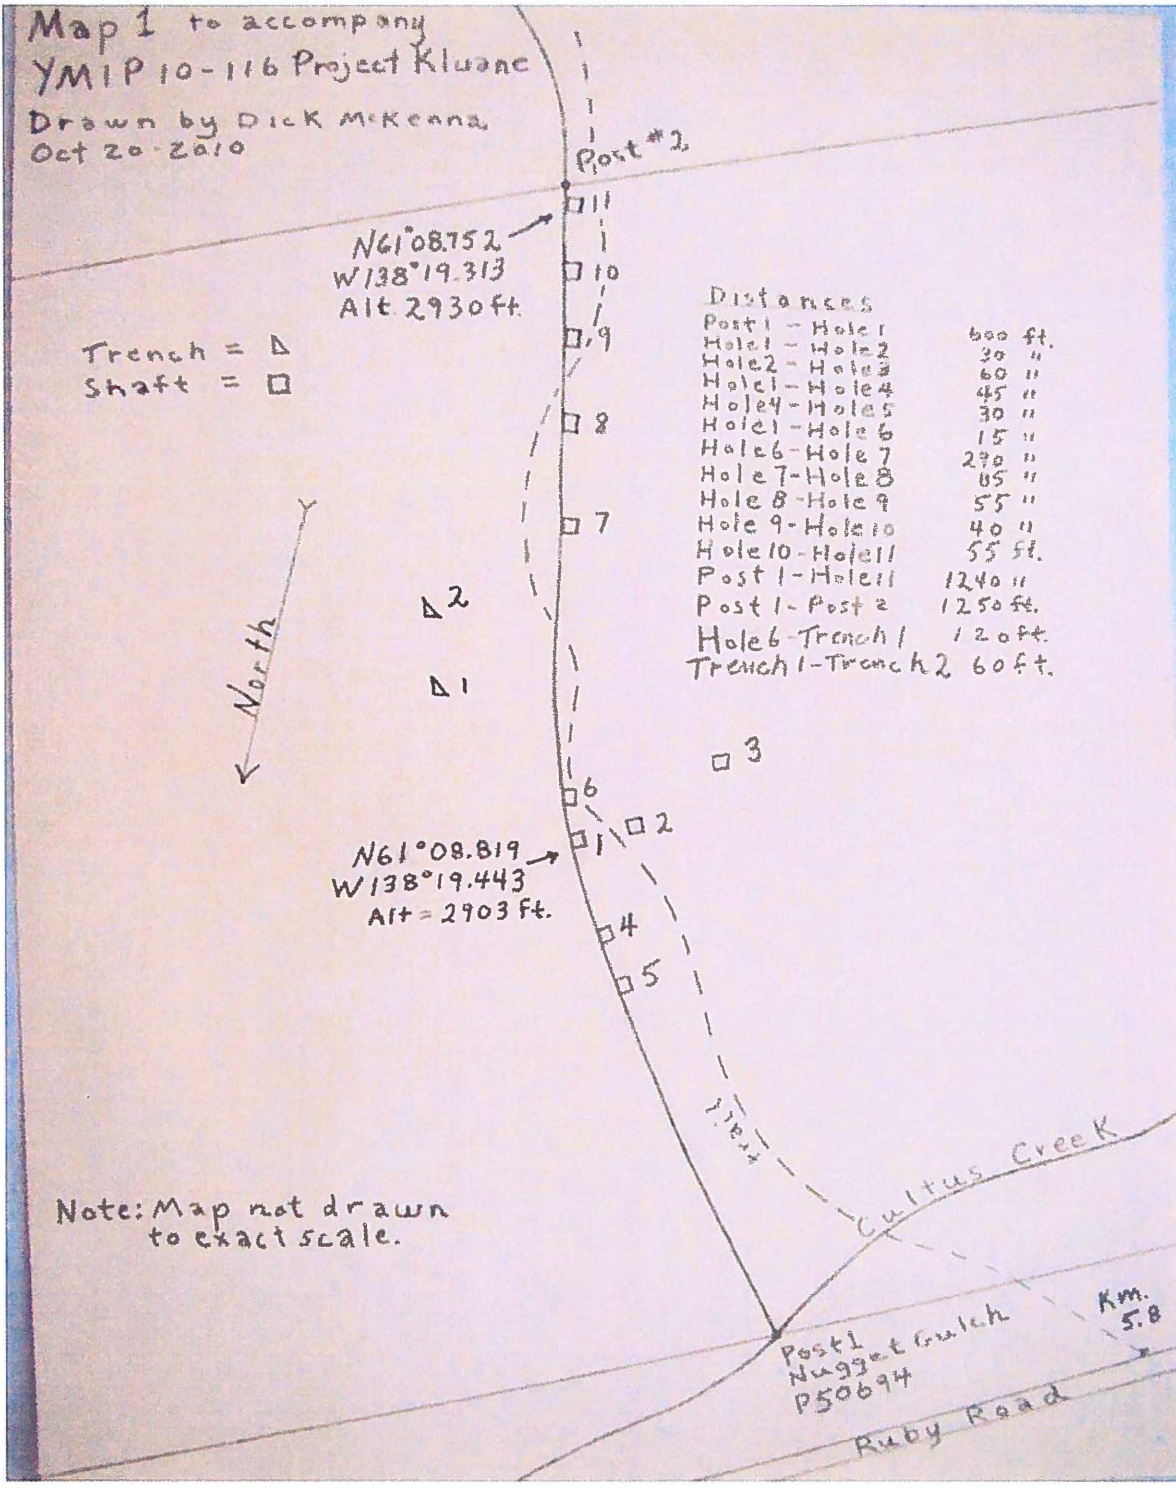 Map 1 to accompany
YMIP 10-116 Project Kluane
Drawn by Dick McKenna
Oct 20-2010
Post #2
11
N61°08.752
W138°19.313
Alt 2930 ft.
10
9
Trench = 
Shaft = 
8
7
2
1
North
Distances
Post 1 - Hole 1 600 ft.
Hole 1 - Hole 2 30 "
Hole 2 - Hole 3 60 "
Hole 1 - Hole 4 45 "
Hole 4 - Hole 5 30 "
Hole 1 - Hole 6 15 "
Hole 6 - Hole 7 290 "
Hole 7 - Hole 8 "
Hole 8 - Hole 9 55 "
Hole 9 - Hole 10 40 "
Hole 10 - Hole 11 55 ft.
Post 1 - Hole 11 1240 "
Post 1 - Post 2 1250 ft.
Hole 6 - Trench 1 120 ft.
Trench 1 - Trench 2 60 ft.
3
6
2
1
N61°08.819
W138°19.443
Alt = 2903 ft.
4
5
trail
Cultus Creek
Note: Map not drawn
to exact scale.
Post 1
Nugget Gulch
P50694
Km.
5.8
Ruby Road